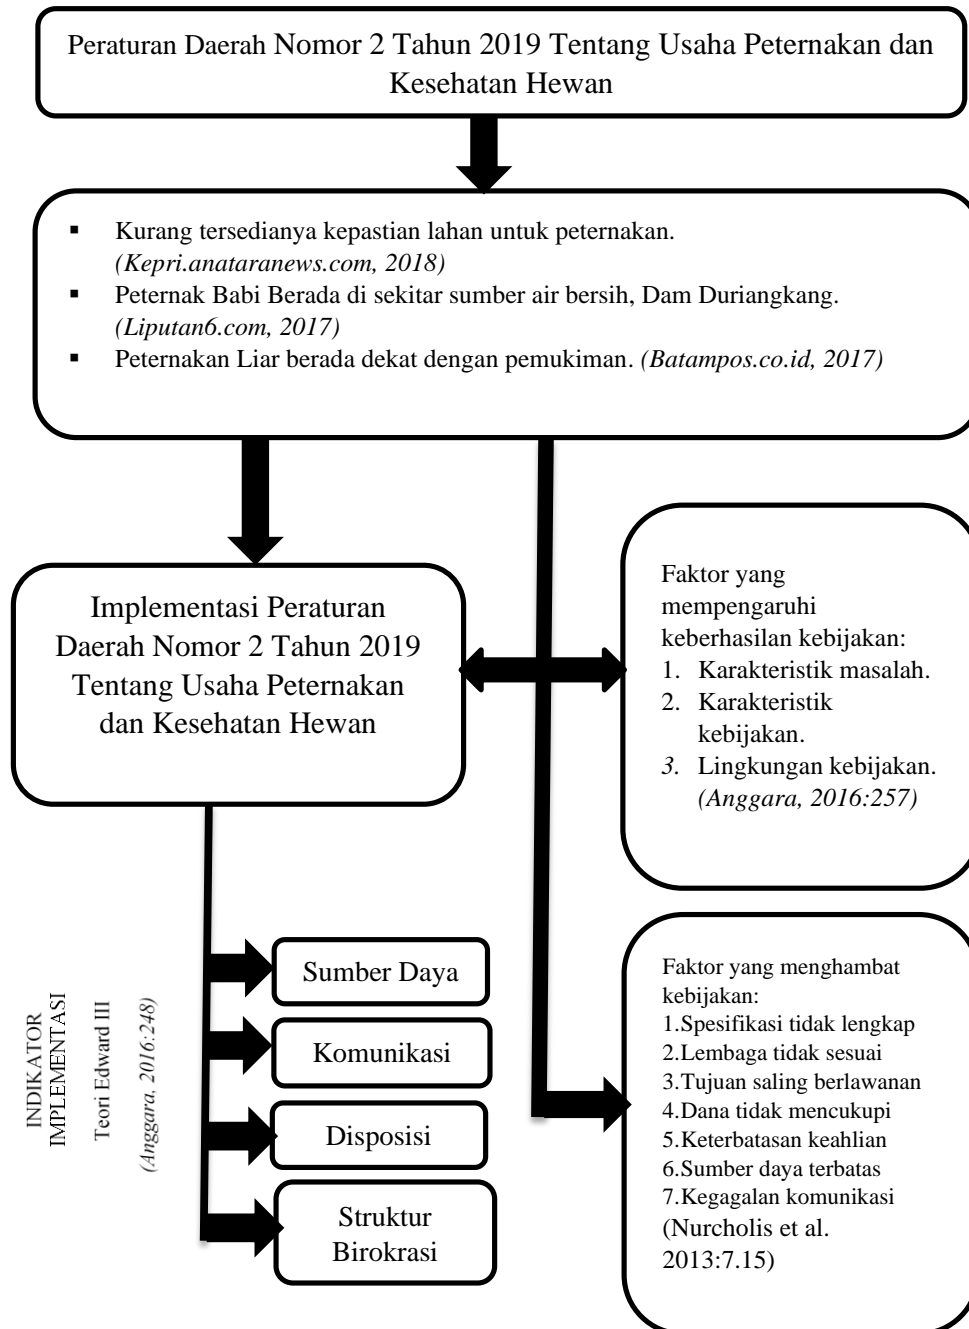 Peraturan Daerah Nomor 2 Tahun 2019 Tentang Usaha Peternakan dan
Kesehatan Hewan
▪ Kurang tersedianya kepastian lahan untuk peternakan.
(Kepri.anataranews.com, 2018)
▪ Peternak Babi Berada di sekitar sumber air bersih, Dam Duriangkang.
(Liputan6.com, 2017)
▪ Peternakan Liar berada dekat dengan pemukiman. (Batampos.co.id, 2017)
Implementasi Peraturan
Daerah Nomor 2 Tahun 2019
Tentang Usaha Peternakan
dan Kesehatan Hewan
Faktor yang
mempengaruhi
keberhasilan kebijakan:
1. Karakteristik masalah.
2. Karakteristik
kebijakan.
3. Lingkungan kebijakan.
(Anggara, 2016:257)
INDIKATOR
IMPLEMENTASI
Teori Edward III
(Anggara, 2016:248)
Sumber Daya
Komunikasi
Disposisi
Struktur
Birokrasi
Faktor yang menghambat
kebijakan:
1.Spesifikasi tidak lengkap
2.Lembaga tidak sesuai
3.Tujuan saling berlawanan
4.Dana tidak mencukupi
5.Keterbatasan keahlian
6.Sumber daya terbatas
7.Kegagalan komunikasi
(Nurcholis et al.
2013:7.15)